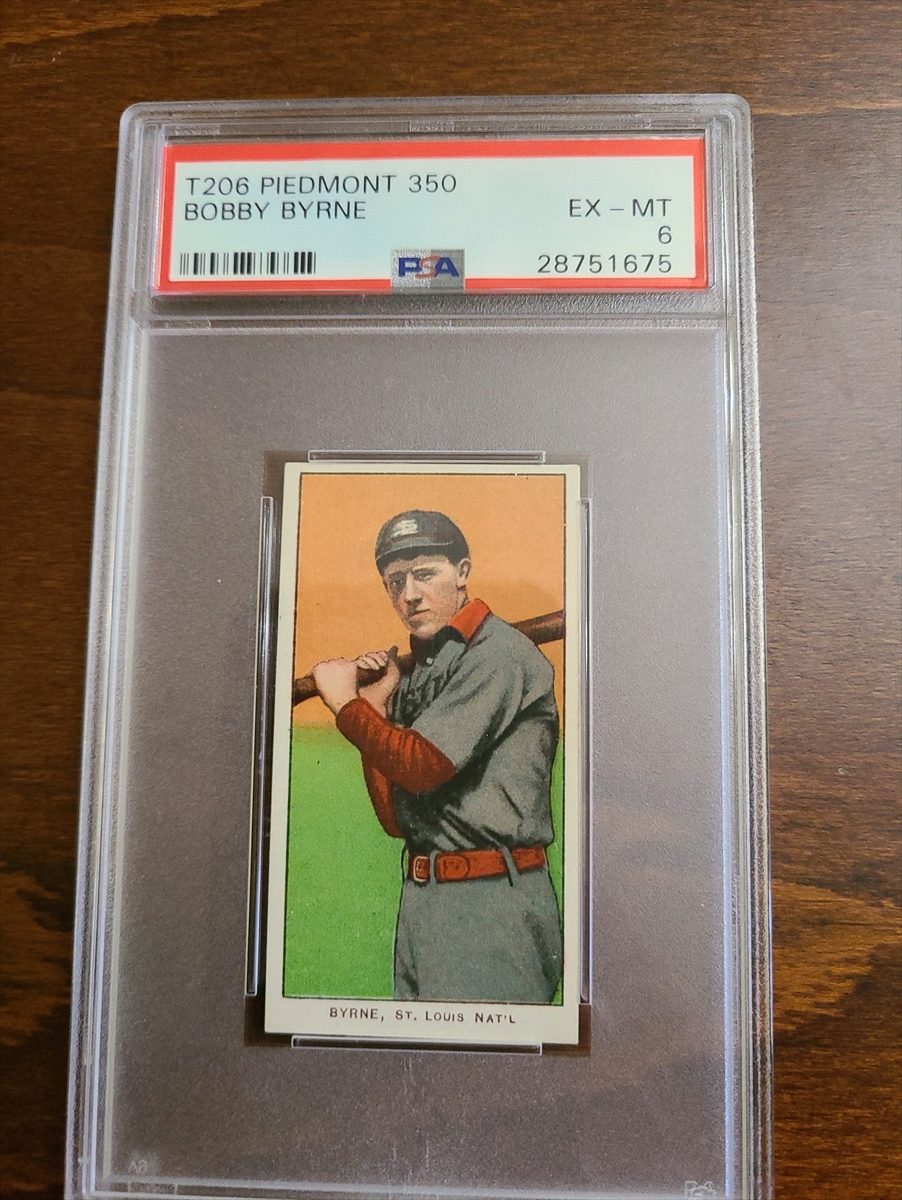 T206 PIEDMONT 350
BOBBY BYRNE
EX - MT
6
PSA
28751675
BYRNE, ST. LOUIS NAT'L